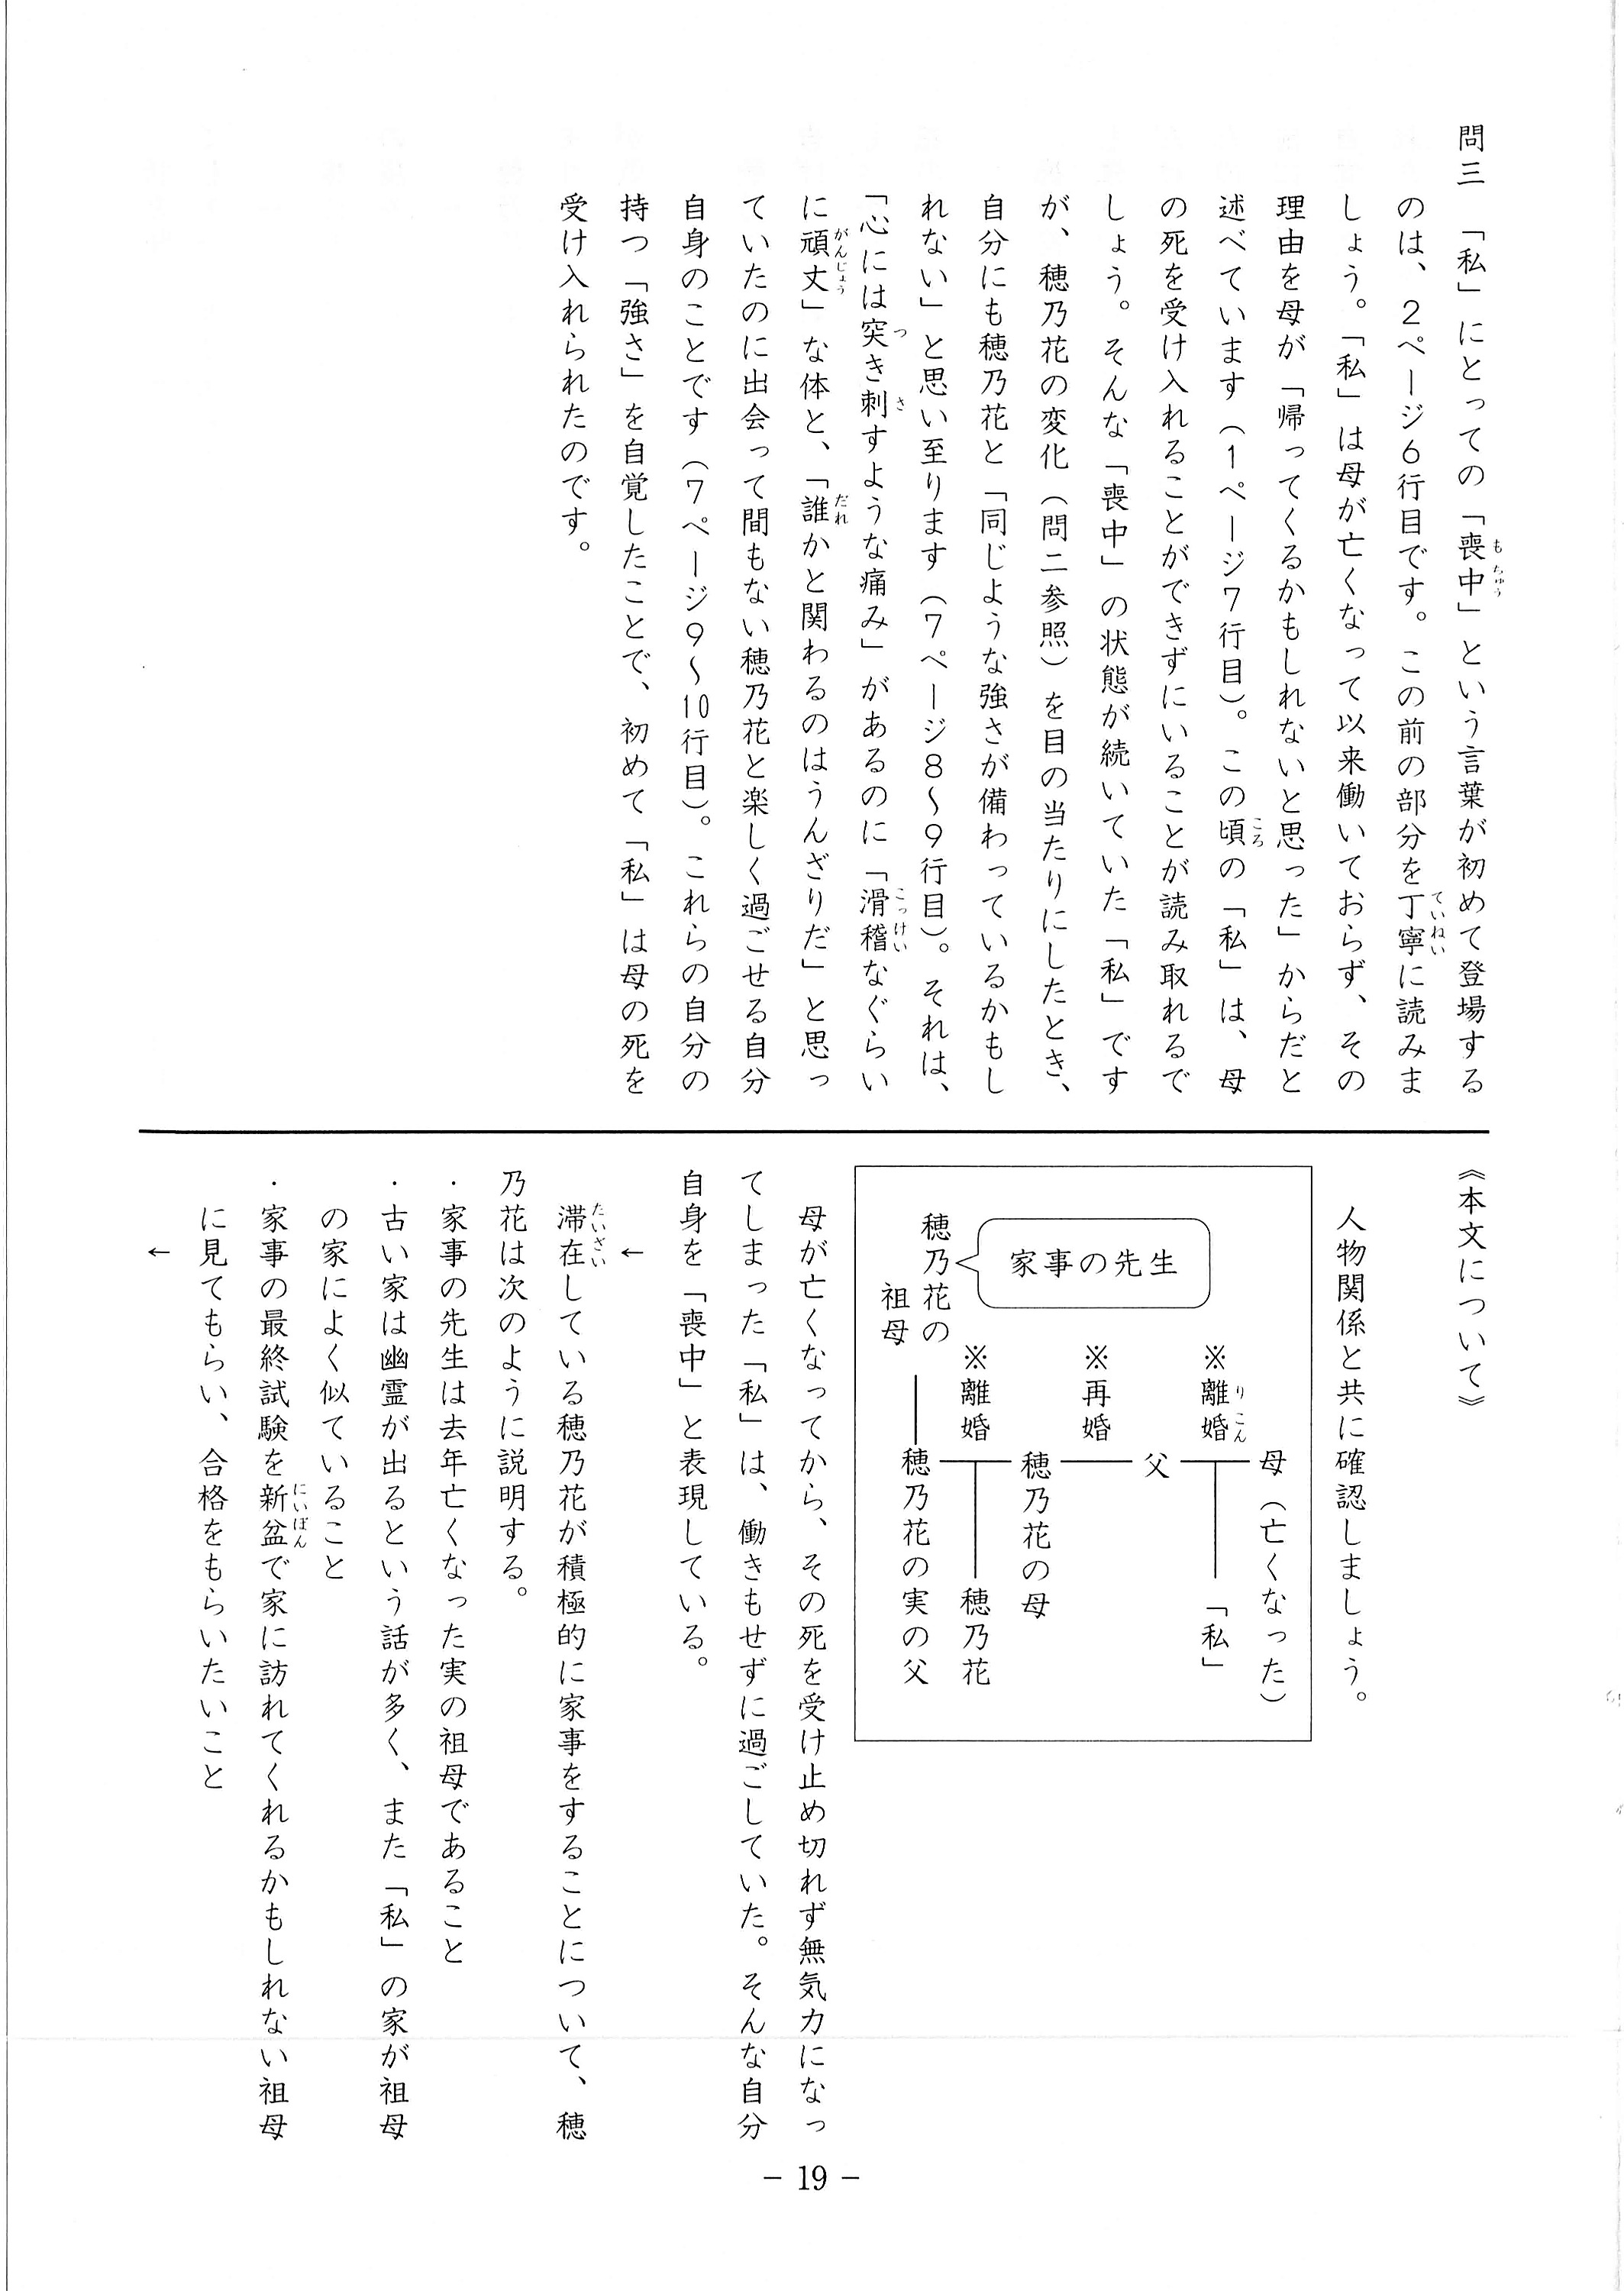 問三　「私」にとっての「喪中」という言葉が初めて登場する
のは、2ページ6行目です。この前の部分を丁寧に読みま
しょう。「私」は母が亡くなって以来働いておらず、その
理由を母が「帰ってくるかもしれないと思った」からだと
述べています（1ページ7行目）。この頃の「私」は、母
の死を受け入れることができずにいることが読み取れるで
しょう。そんな「喪中」の状態が続いていた「私」です
が、穂乃花の変化（問二参照）を目の当たりにしたとき、
自分にも穂乃花と「同じような強さが備わっているかもし
れない」と思い至ります（7ページ8～9行目）。それは、
「心には突き刺すような痛み」があるのに「滑稽なぐらい
に頑丈」な体と、「誰かと関わるのはうんざりだ」と思っ
ていたのに出会って間もない穂乃花と楽しく過ごせる自分
自身のことです（7ページ9～10行目）。これらの自分の
持つ「強さ」を自覚したことで、初めて「私」は母の死を
受け入れられたのです。
《本文について》
人物関係と共に確認しましょう。
母（亡くなった）
※離婚
「私」
父
※再婚
穂乃花の母
※離婚
穂乃花
穂乃花の実の父
穂乃花の
祖母
家事の先生
母が亡くなってから、その死を受け止め切れず無気力になっ
てしまった「私」は、働きもせずに過ごしていた。そんな自分
自身を「喪中」と表現している。
←
滞在している穂乃花が積極的に家事をすることについて、穂
乃花は次のように説明する。
・家事の先生は去年亡くなった実の祖母であること
・古い家は幽霊が出るという話が多く、また「私」の家が祖母
の家によく似ていること
・家事の最終試験を新盆で家に訪れてくれるかもしれない祖母
に見てもらい、合格をもらいたいこと
←
－19－